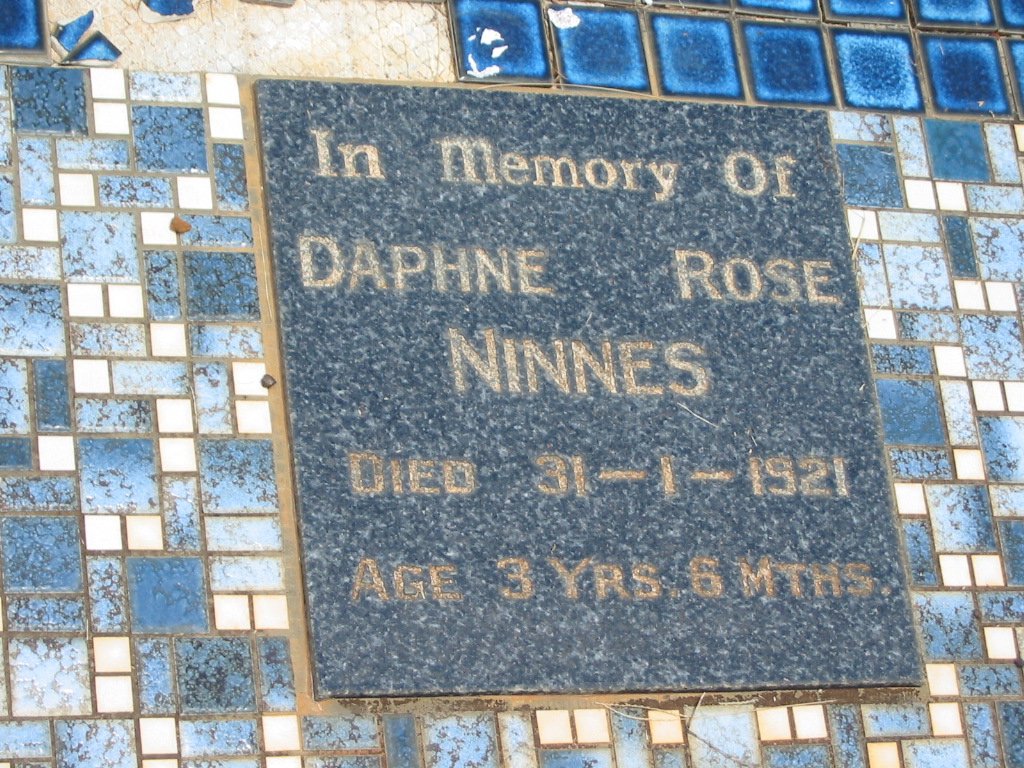 In Memory Of
DAPHNE ROSE
NINNES
DIED 31-1-1921
AGE 3 YRS. 6 MTHS.